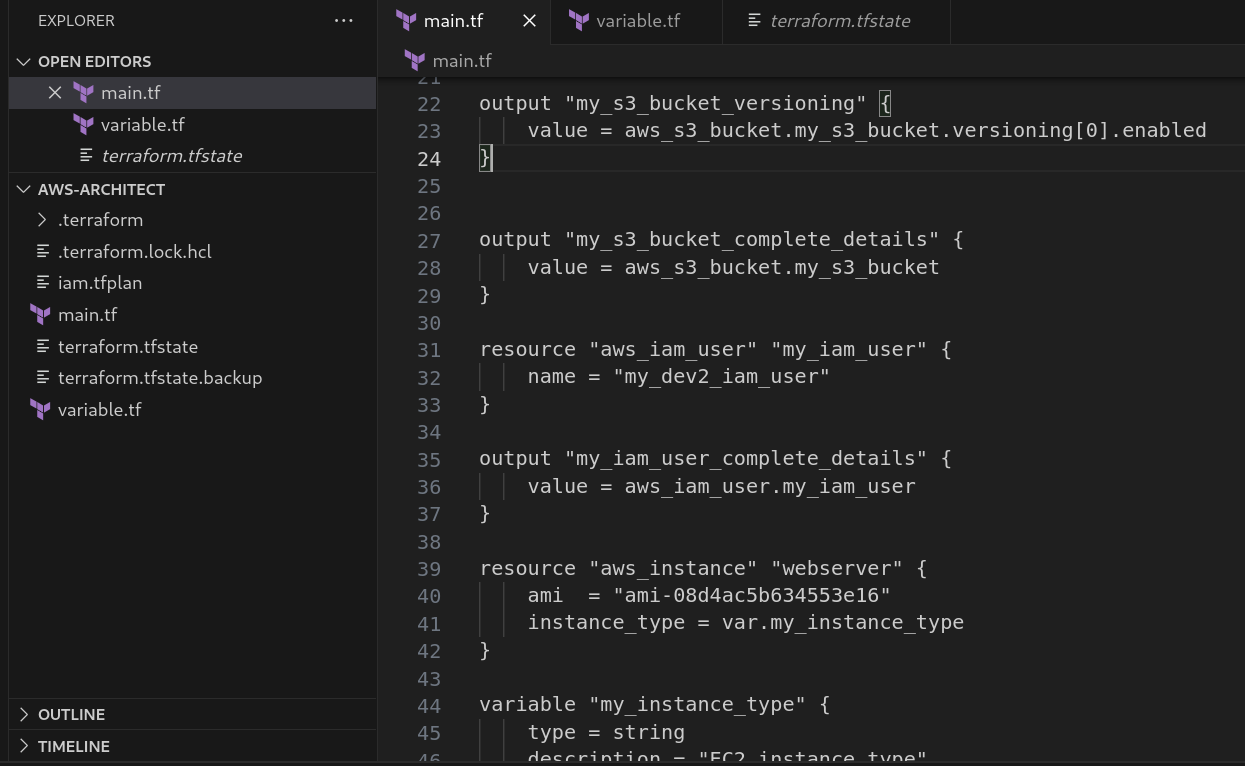 EXPLORER
OPEN EDITORS
main.tf
variable.tf
terraform.tfstate
AWS-ARCHITECT
.terraform
.terraform.lock.hcl
iam.tfplan
main.tf
terraform.tfstate
terraform.tfstate.backup
variable.tf
OUTLINE
TIMELINE
main.tf variable.tf terraform.tfstate
main.tf
21
22 output "my_s3_bucket_versioning" {
23 value = aws_s3_bucket.my_s3_bucket.versioning[0].enabled
24 }
25
26
27 output "my_s3_bucket_complete_details" {
28 value = aws_s3_bucket.my_s3_bucket
29 }
30
31 resource "aws_iam_user" "my_iam_user" {
32 name = "my_dev2_iam_user"
33 }
34
35 output "my_iam_user_complete_details" {
36 value = aws_iam_user.my_iam_user
37 }
38
39 resource "aws_instance" "webserver" {
40 ami  = "ami-08d4ac5b634553e16"
41 instance_type = var.my_instance_type
42 }
43
44 variable "my_instance_type" {
45 type = string
46 description = "EC2 instance type"